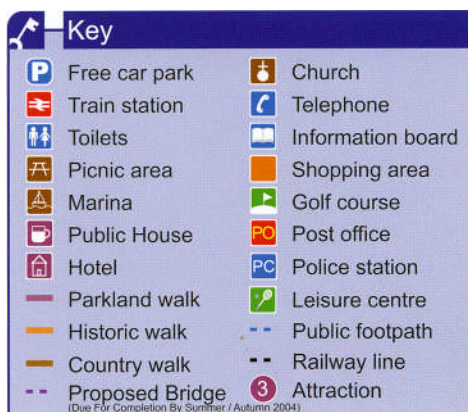 Key
P Free car park
Train station
Toilets
Picnic area
Marina
Public House
Hotel
Parkland walk
Historic walk
Country walk
Proposed Bridge
(Due For Completion By Summer / Autumn 2004)
Church
Telephone
Information board
Shopping area
Golf course
PO Post office
PC Police station
Leisure centre
Public footpath
Railway line
3 Attraction